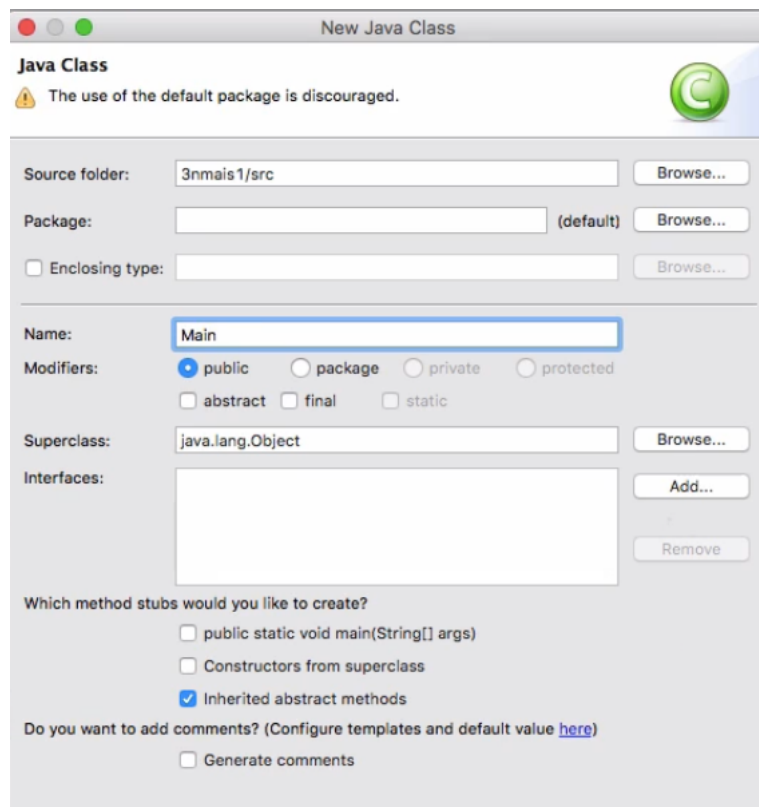 New Java Class
Java Class
The use of the default package is discouraged.
Source folder: 3nmais1/src Browse...
Package: (default) Browse...
Enclosing type: Browse...
Name: Main
Modifiers: public package private protected
abstract final static
Superclass: java.lang.Object Browse...
Interfaces: Add...
Remove
Which method stubs would you like to create?
public static void main(String[] args)
Constructors from superclass
Inherited abstract methods
Do you want to add comments? (Configure templates and default value here)
Generate comments